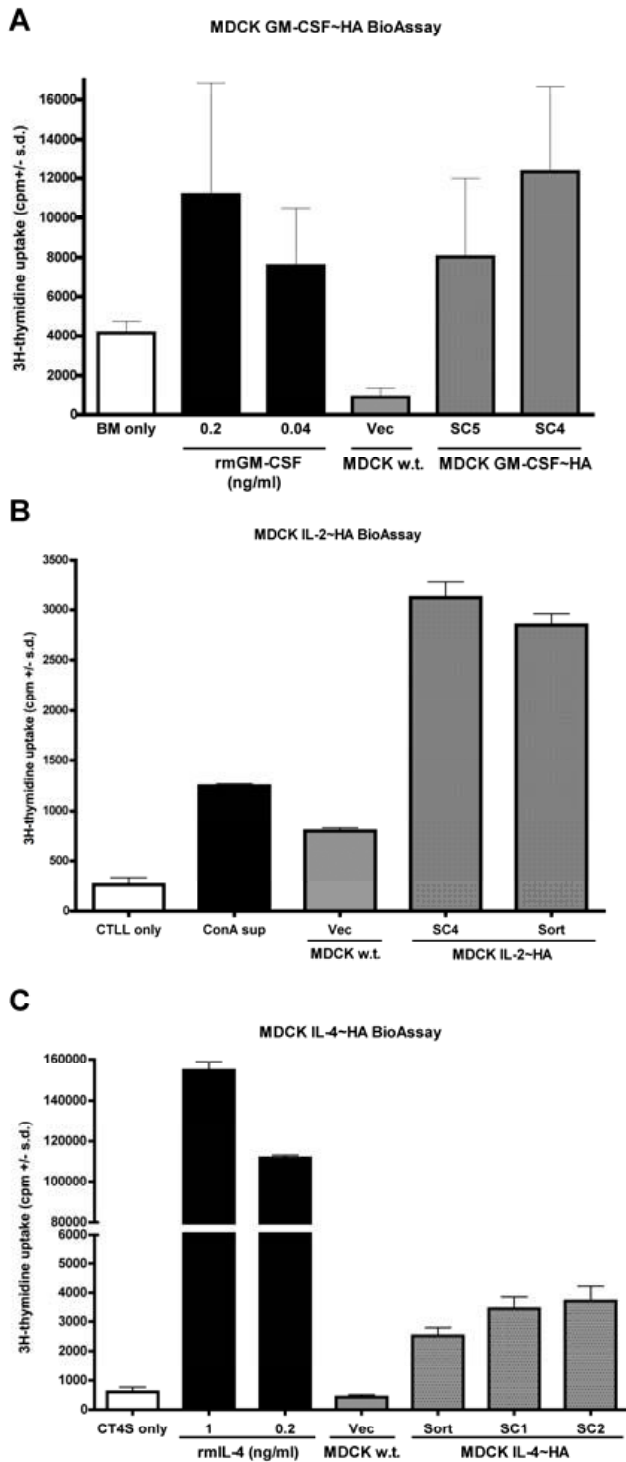 A
MDCK GM-CSF~HA BioAssay
3H-thymidine uptake (cpm+/- s.d.)
16000
14000
12000
10000
8000
6000
4000
2000
0
BM only 0.2 0.04 Vec SC5 SC4
rmGM-CSF MDCK w.t. MDCK GM-CSF~HA
(ng/ml)
B
MDCK IL-2~HA BioAssay
3H-thymidine uptake (cpm +/- s.d.)
3500
3000
2500
2000
1500
1000
500
0
CTLL only ConA sup Vec SC4 Sort
MDCK w.t. MDCK IL-2~HA
C
MDCK IL-4~HA BioAssay
3H-thymidine uptake (cpm +/- s.d.)
160000
140000
120000
100000
80000
6000
5000
4000
3000
2000
1000
0
CT4S only 1 0.2 Vec Sort SC1 SC2
rmIL-4 (ng/ml) MDCK w.t. MDCK IL-4~HA